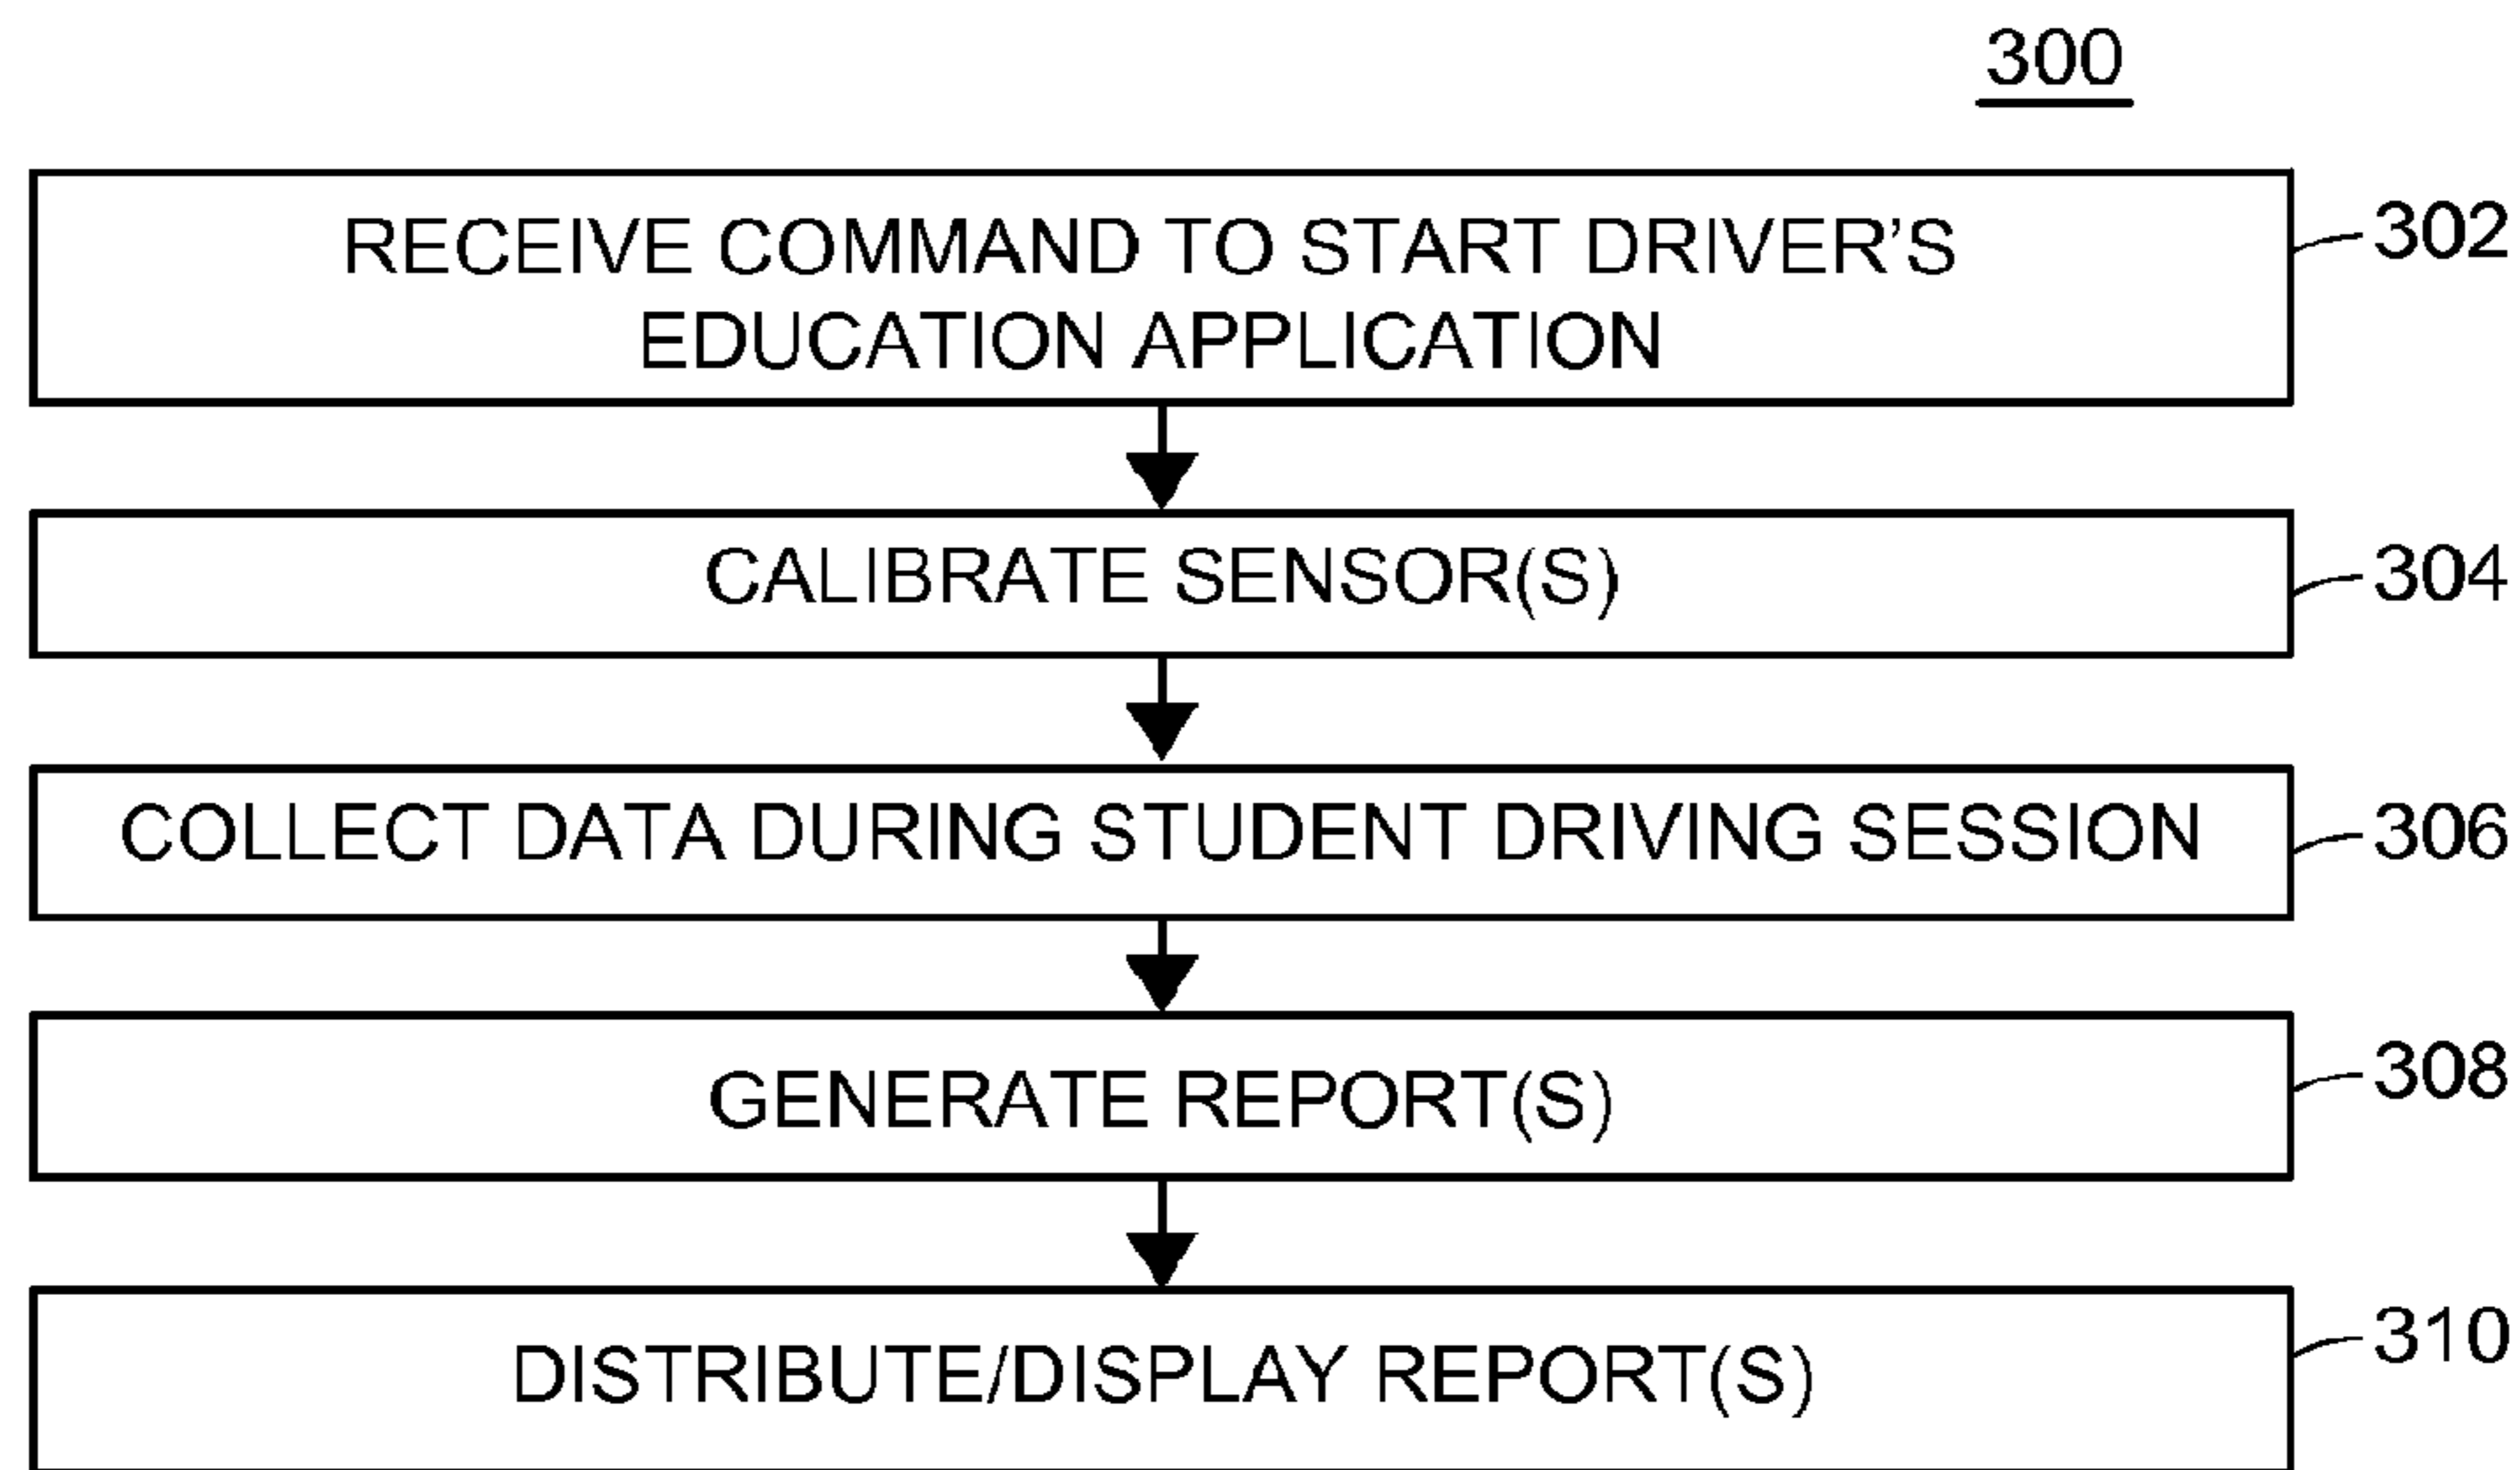 300
RECEIVE COMMAND TO START DRIVER’S
EDUCATION APPLICATION
302
CALIBRATE SENSOR(S)
304
COLLECT DATA DURING STUDENT DRIVING SESSION
306
GENERATE REPORT(S)
308
DISTRIBUTE/DISPLAY REPORT(S)
310